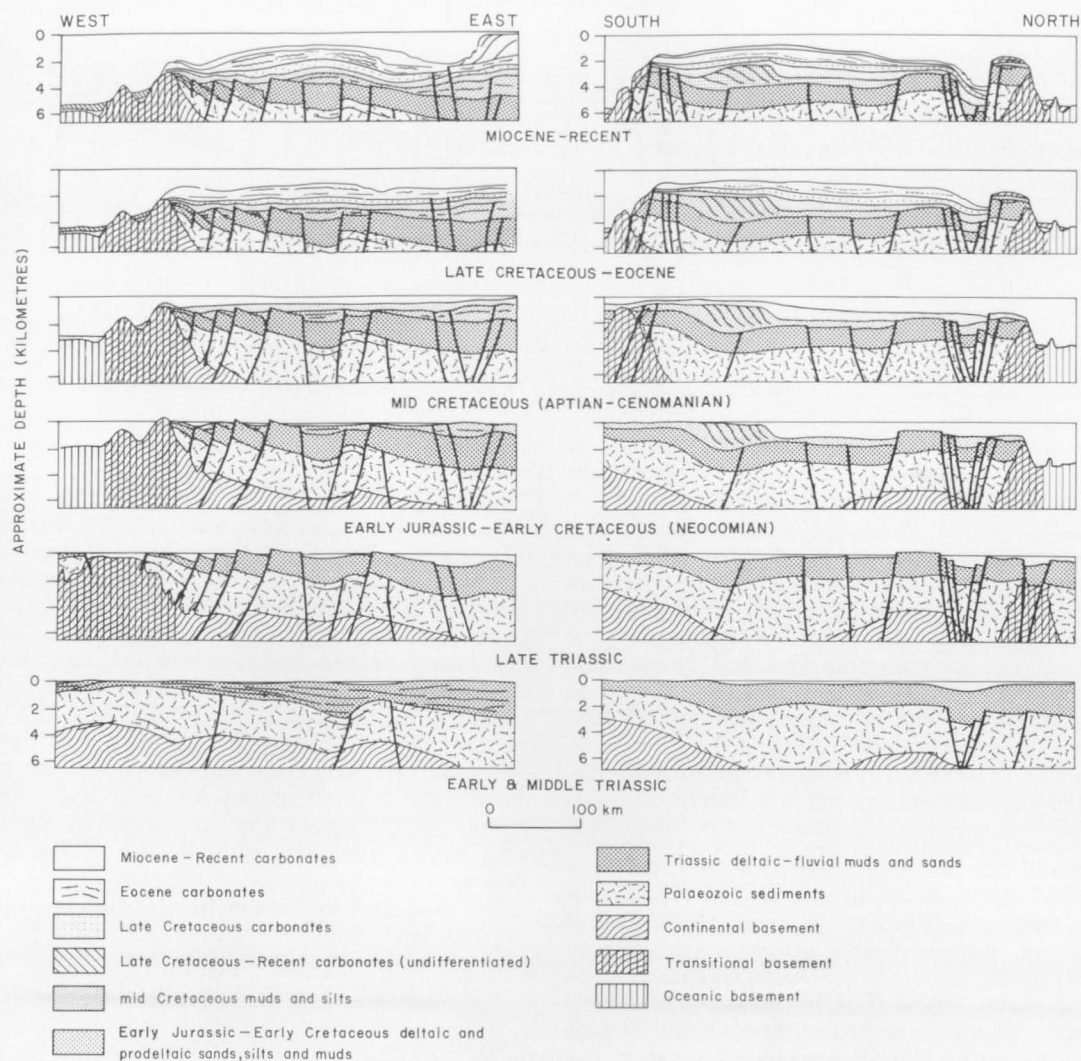 WEST EAST SOUTH NORTH
0
2
4
6
0
2
4
6
MIOCENE-RECENT
LATE CRETACEOUS-EOCENE
APPROXIMATE DEPTH (KILOMETRES)
MID CRETACEOUS (APTIAN-CENOMANIAN)
EARLY JURASSIC-EARLY CRETACEOUS (NEOCOMIAN)
LATE TRIASSIC
0
2
4
6
0
2
4
6
EARLY & MIDDLE TRIASSIC
0 100 km
Miocene-Recent carbonates
Eocene carbonates
Late Cretaceous carbonates
Late Cretaceous-Recent carbonates (undifferentiated)
mid Cretaceous muds and silts
Early Jurassic-Early Cretaceous deltaic and
prodeltaic sands, silts and muds
Triassic deltaic-fluvial muds and sands
Palaeozoic sediments
Continental basement
Transitional basement
Oceanic basement